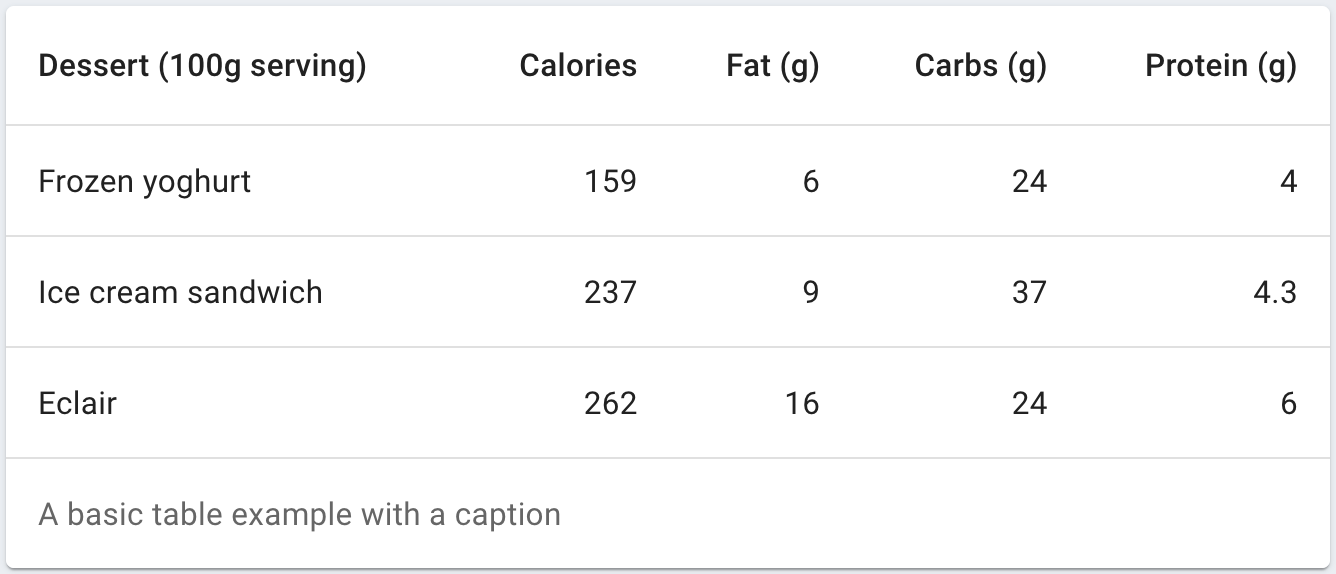 Dessert (100g serving) Calories Fat (g) Carbs (g) Protein (g)
Frozen yoghurt 159 6 24 4
Ice cream sandwich 237 9 37 4.3
Eclair 262 16 24 6
A basic table example with a caption